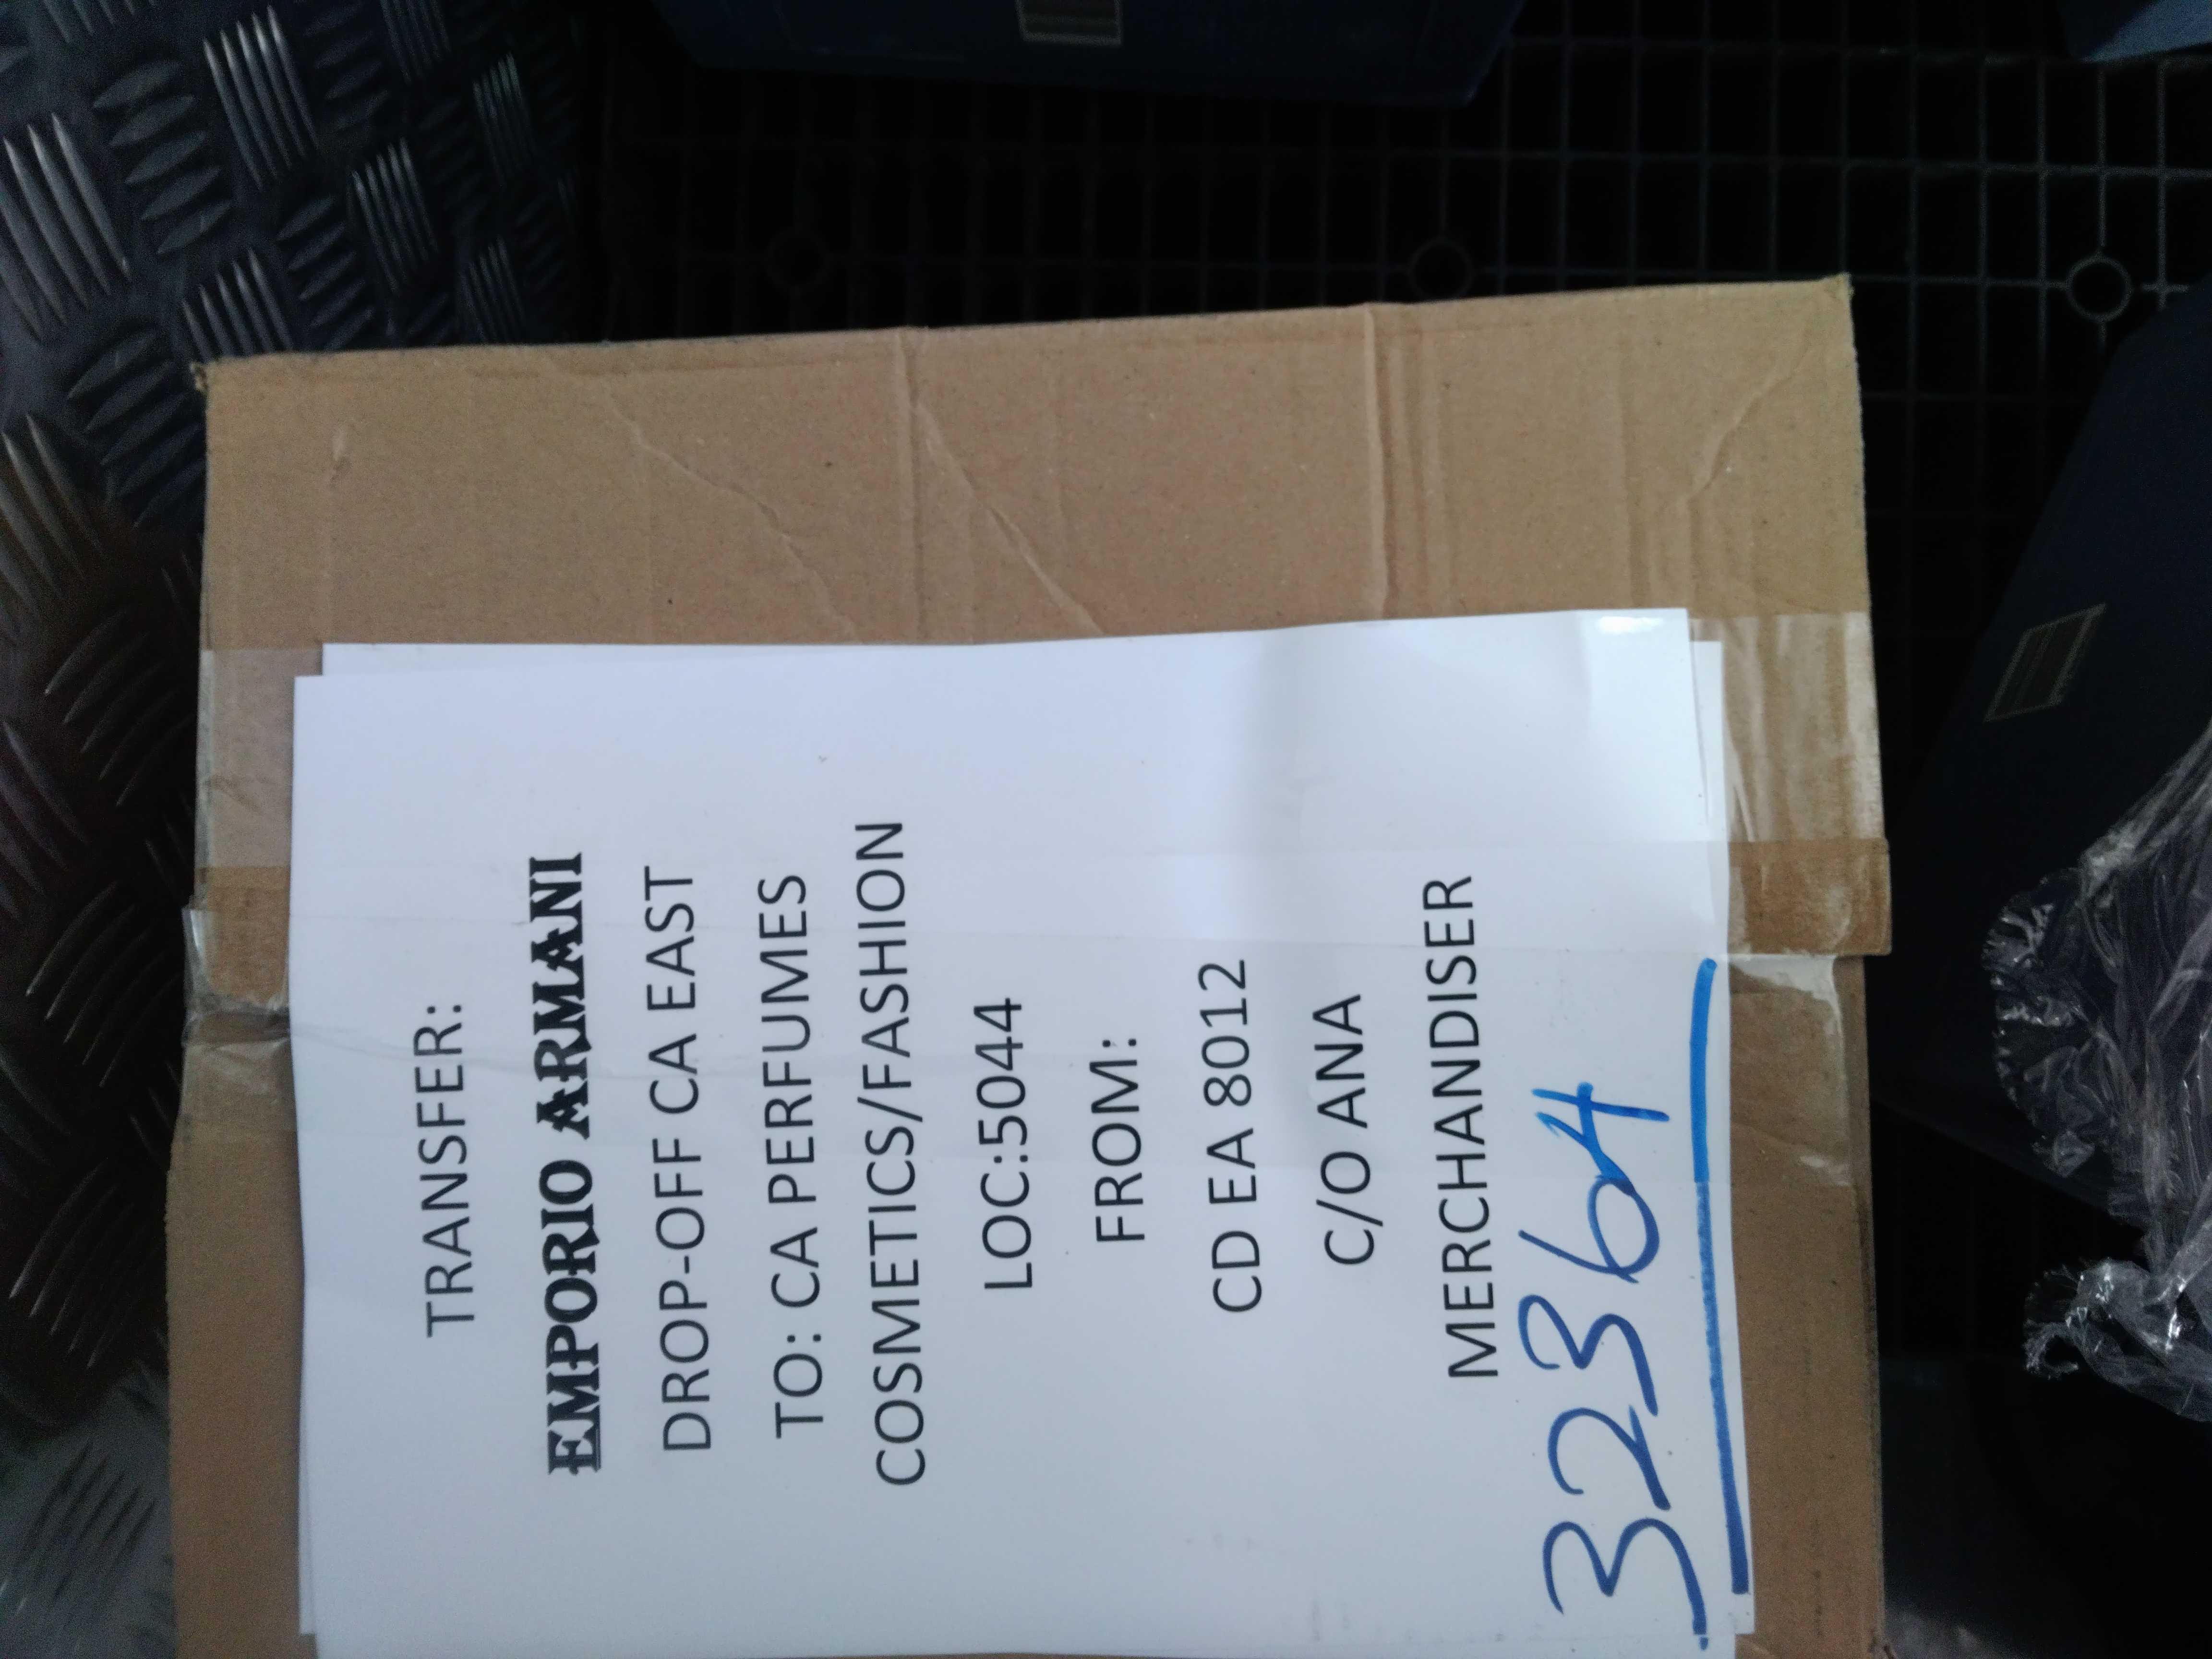 TRANSFER:
EMPORIO ARMANI
DROP-OFF CA EAST
TO: CA PERFUMES
COSMETICS/FASHION
LOC:5044
FROM:
CD EA 8012
C/O ANA
MERCHANDISER
32364